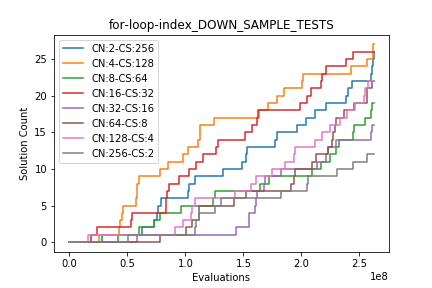 for-loop-index_DOWN_SAMPLE_TESTS
CN:2-CS:256
CN:4-CS:128
CN:8-CS:64
CN:16-CS:32
CN:32-CS:16
CN:64-CS:8
CN:128-CS:4
CN:256-CS:2
Solution Count
25
20
15
10
5
0
0.0 0.5 1.0 1.5 2.0 2.5
1e8
Evaluations